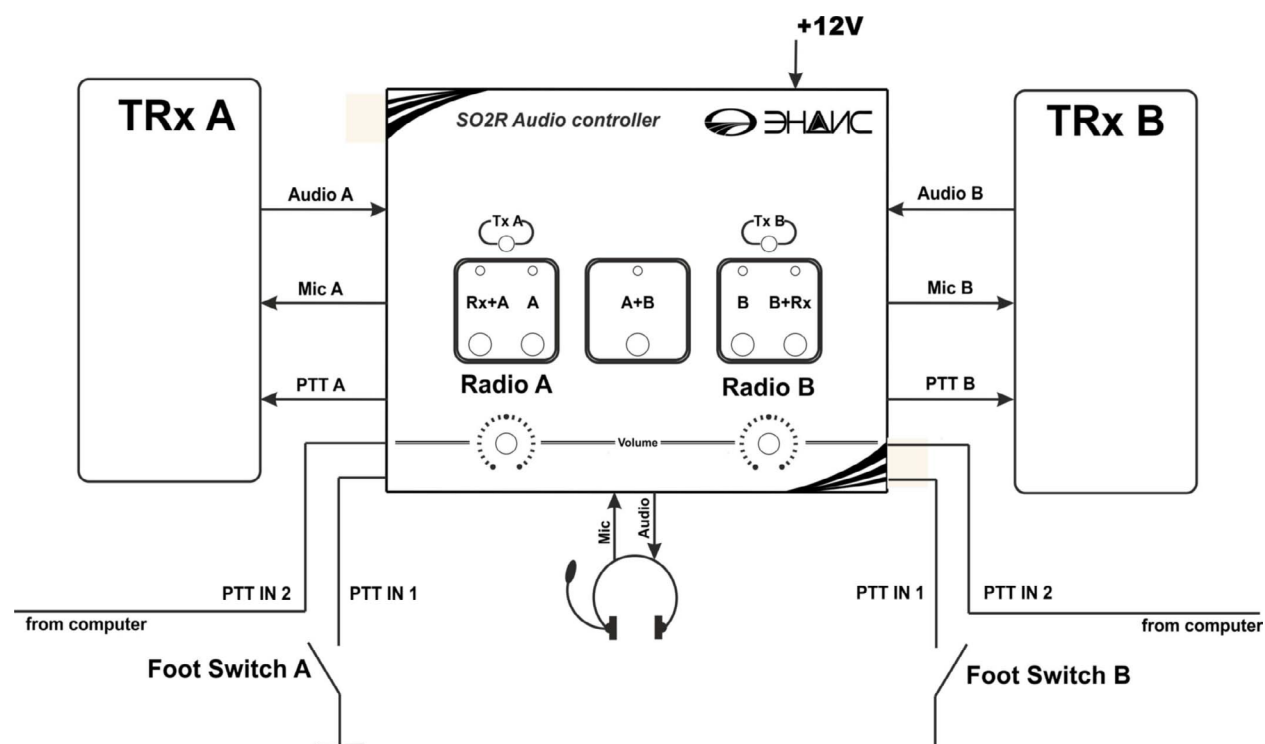 +12V
TRx A
SO2R Audio controller
ЭНДИС
TRx B
Audio A
Audio B
Tx A
Tx B
Mic A
Rx+A A
A+B
B B+Rx
Mic B
PTT A
Radio A
Radio B
PTT B
Volume
Mic
Audio
PTT IN 2
PTT IN 1
PTT IN 1
PTT IN 2
from computer
from computer
Foot Switch A
Foot Switch B